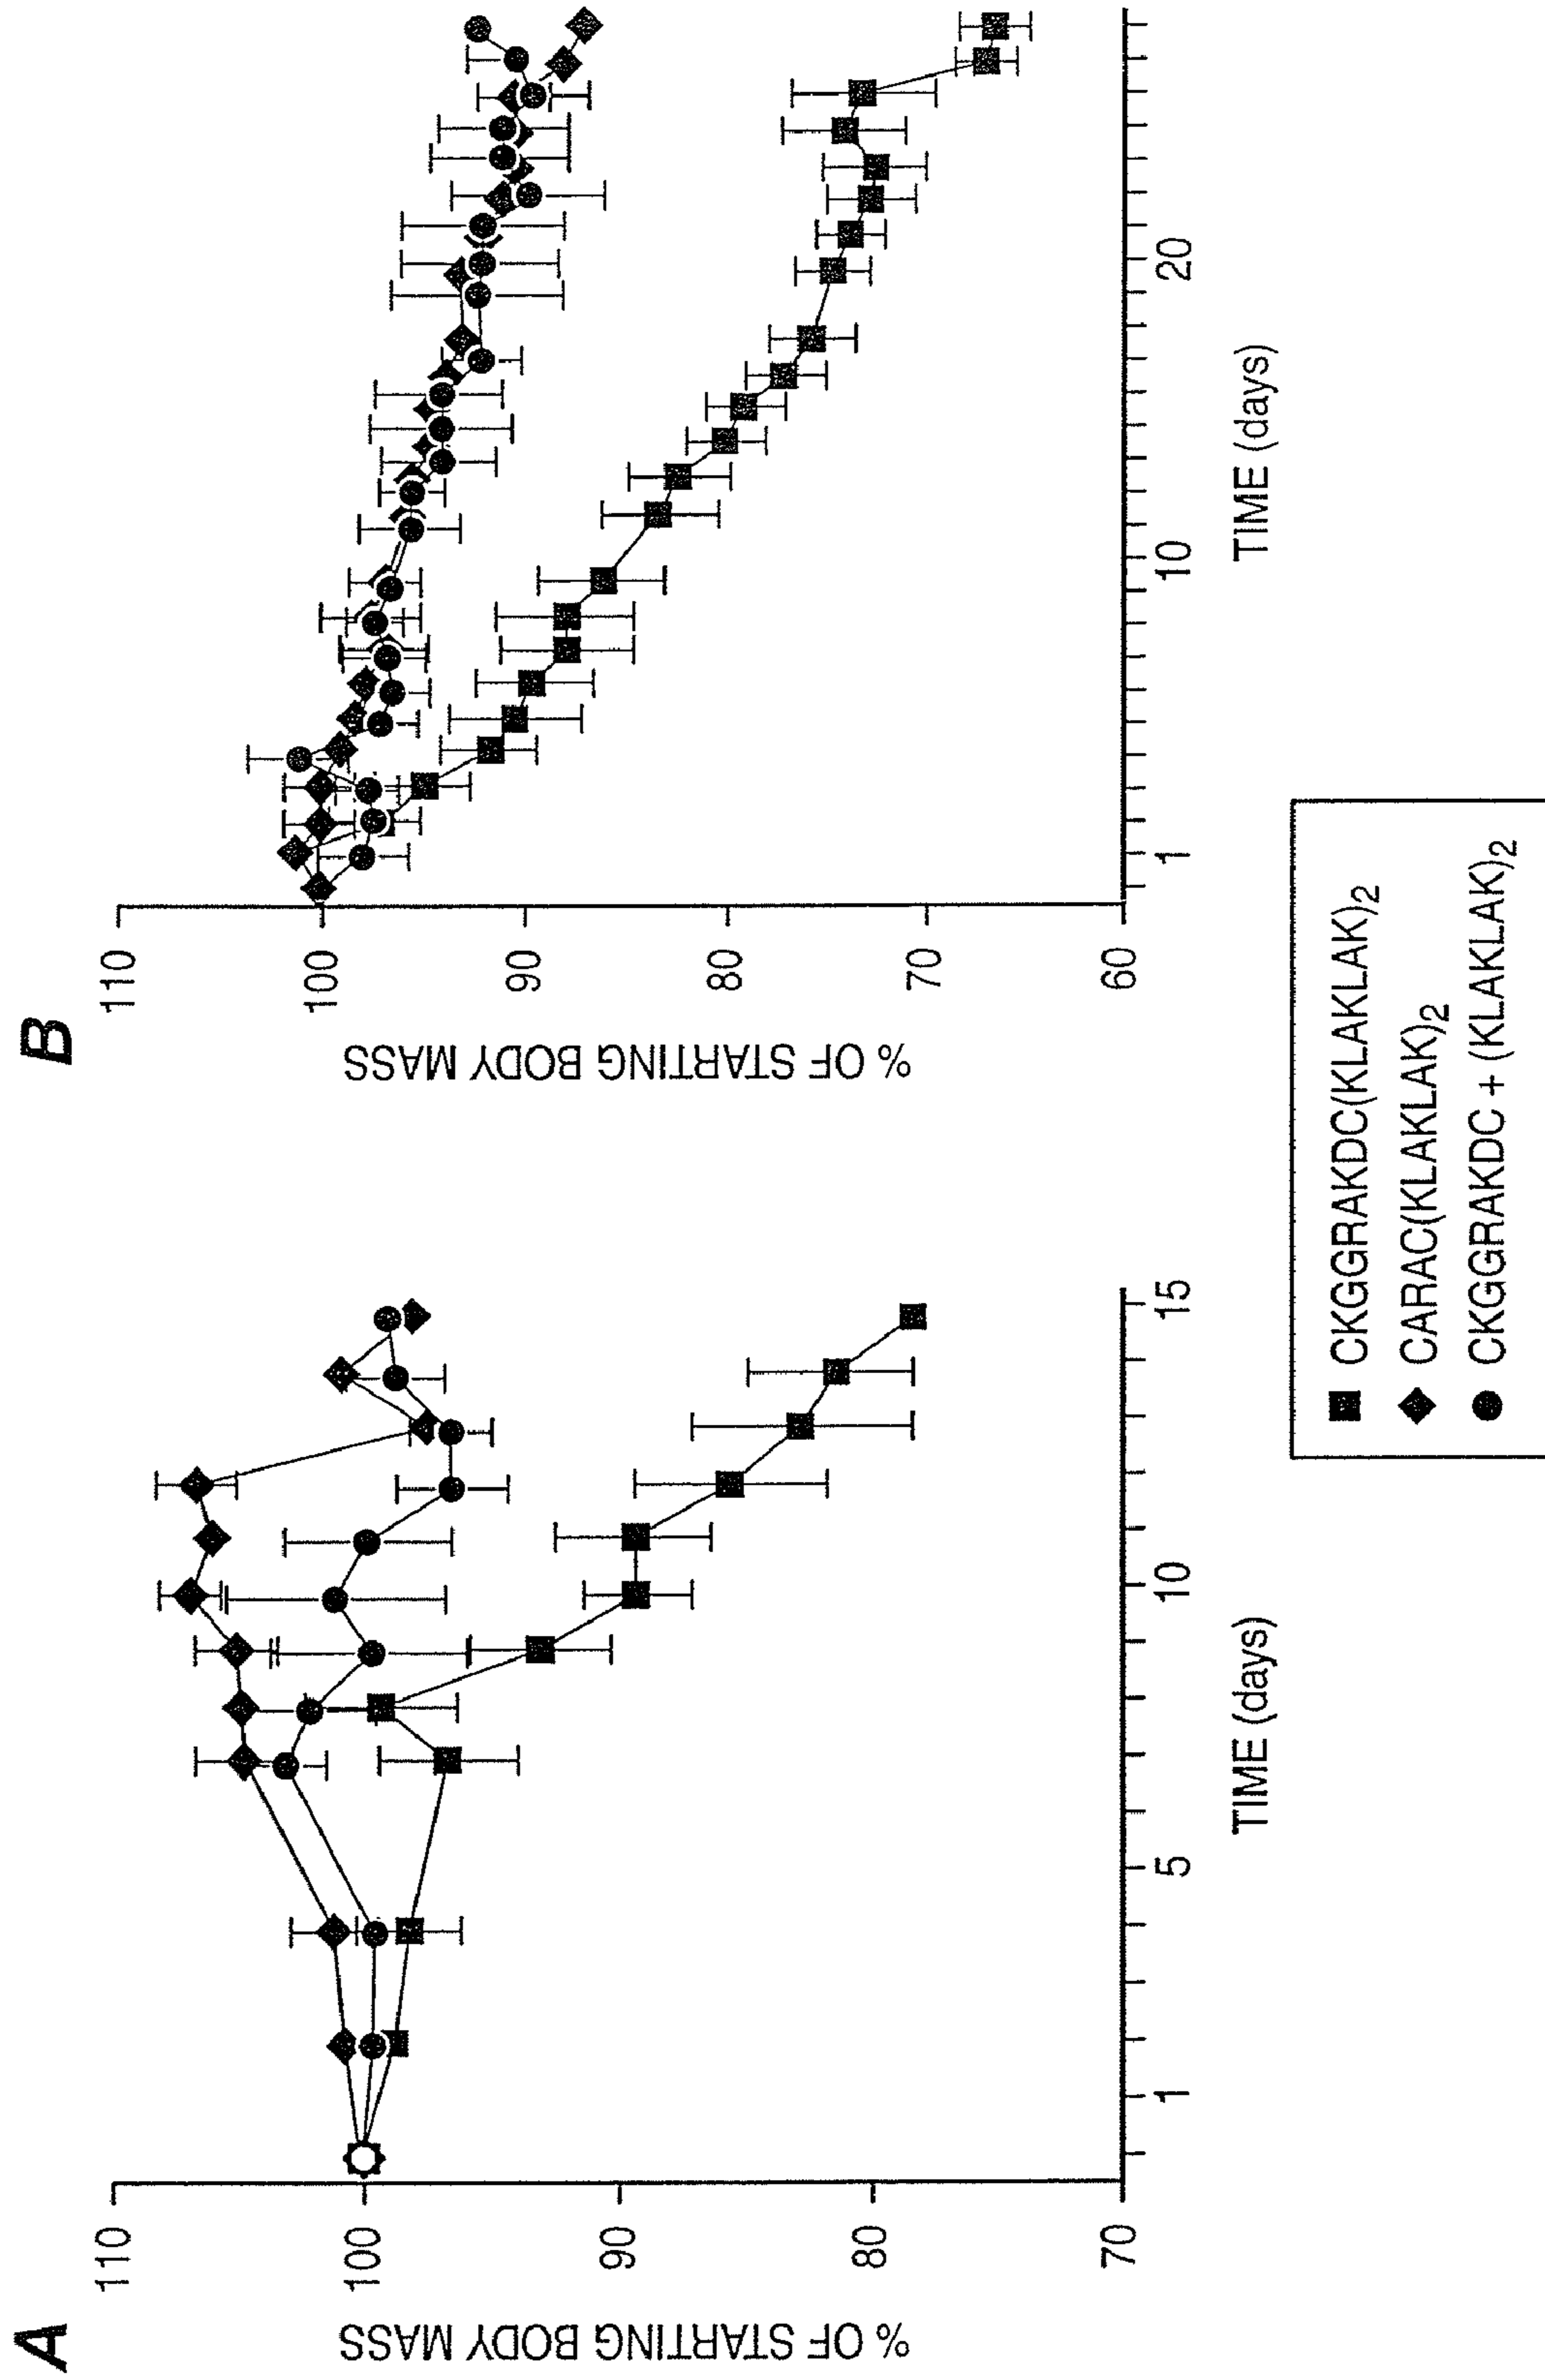 A
% OF STARTING BODY MASS
110
100
90
80
70
1
5
10
15
TIME (days)
B
% OF STARTING BODY MASS
110
100
90
80
70
60
1
10
20
TIME (days)
CKGGRAKDC(KLAKLAK)2
CARAC(KLAKLAK)2
CKGGRAKDC + (KLAKLAK)2